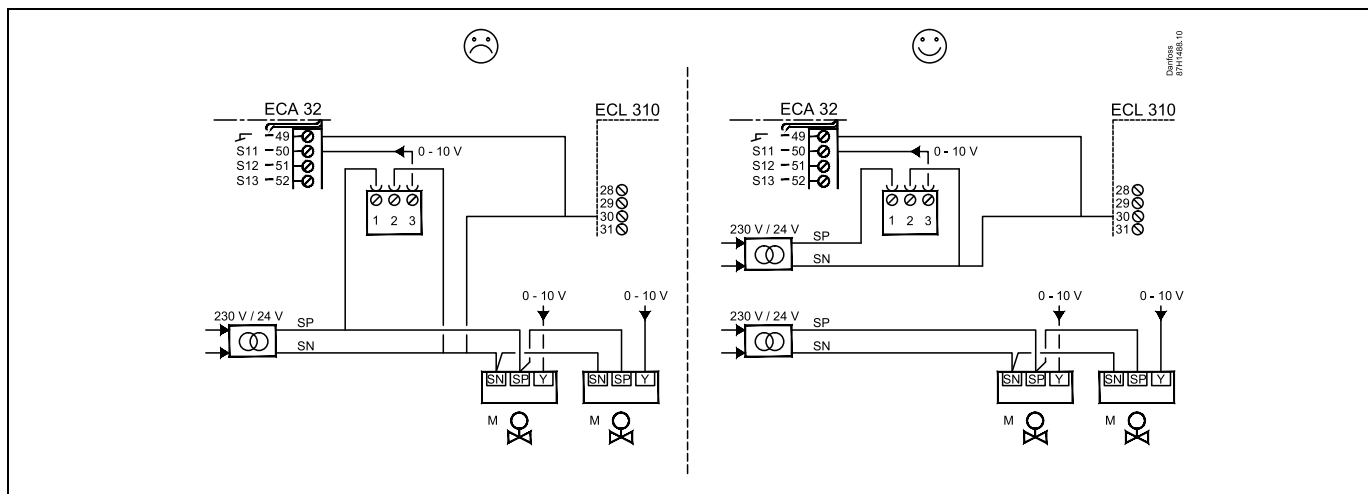 Danfoss
87H1488.10
ECA 32
ECL 310
49
S11 50
S12 51
S13 52
0 - 10 V
28
29
30
31
1 2 3
230 V / 24 V
SP
SN
0 - 10 V
0 - 10 V
SN SP Y
SN SP Y
M
M
ECA 32
ECL 310
49
S11 50
S12 51
S13 52
0 - 10 V
28
29
30
31
1 2 3
230 V / 24 V
SP
SN
230 V / 24 V
SP
SN
0 - 10 V
0 - 10 V
SN SP Y
SN SP Y
M
M